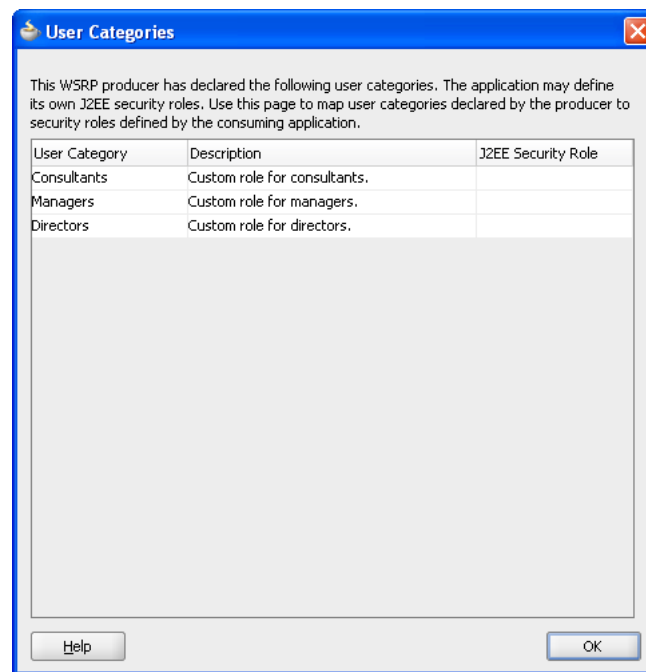 User Categories
This WSRP producer has declared the following user categories. The application may define
its own J2EE security roles. Use this page to map user categories declared by the producer to
security roles defined by the consuming application.
User Category Description J2EE Security Role
Consultants Custom role for consultants.
Managers Custom role for managers.
Directors Custom role for directors.
Help OK